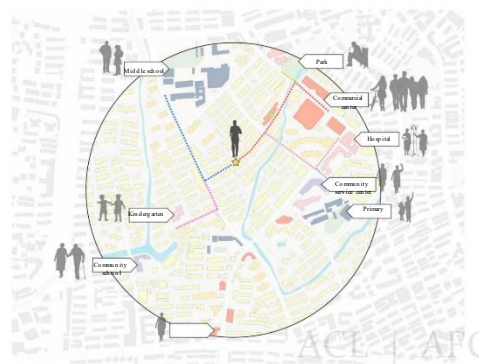 Park
Middle school
Commercial
center
Hospital
Community
service center
Primary
Kindergarten
Community
school
ACL | AFC